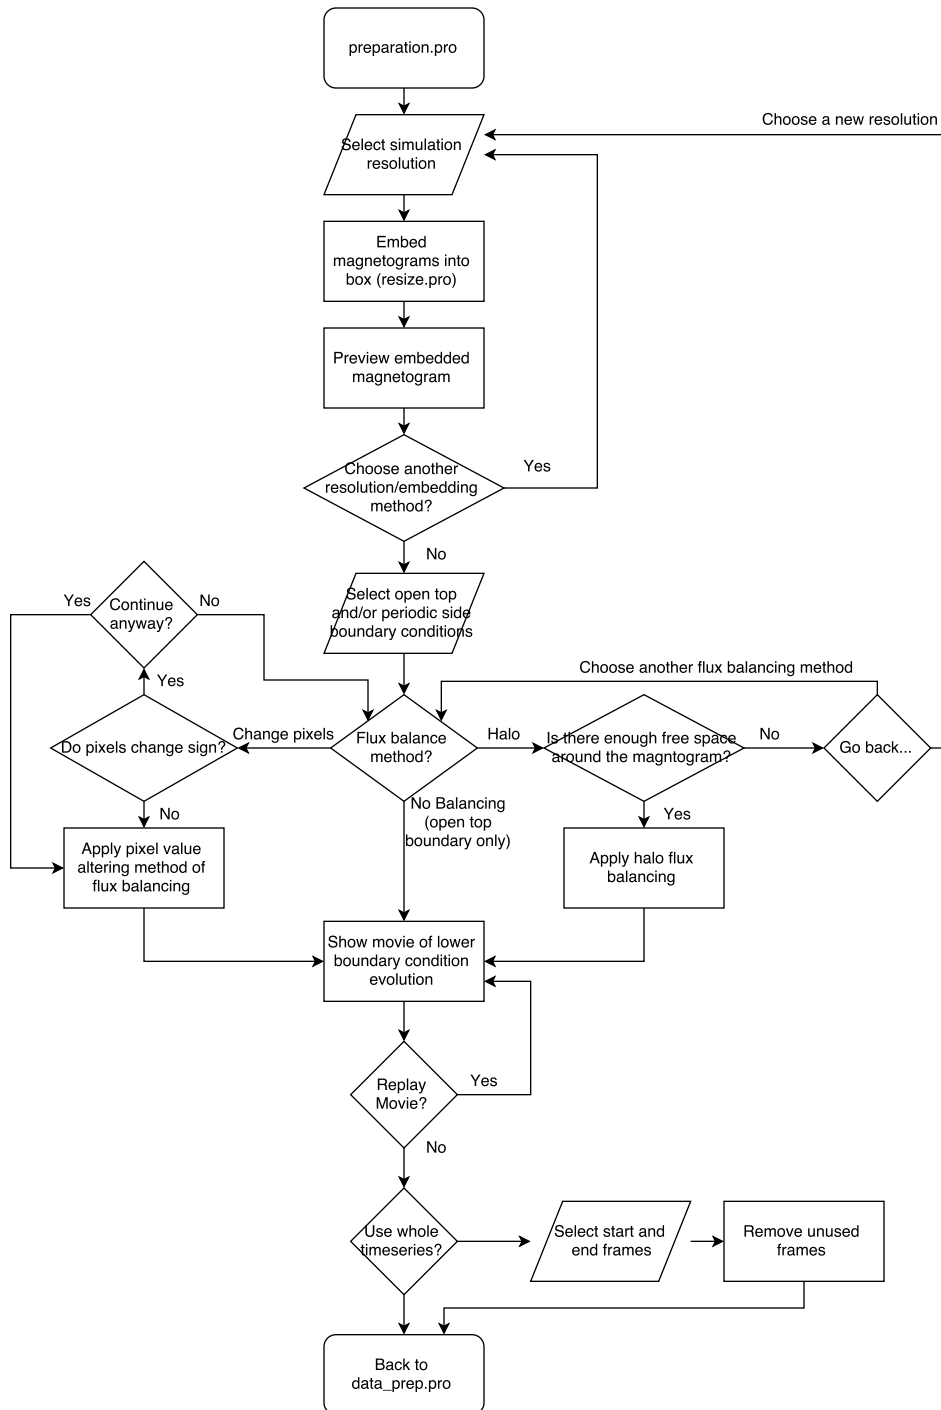 preparation.pro
Choose a new resolution
Select simulation
resolution
Embed
magnetograms into
box (resize.pro)
Preview embedded
magnetogram
Choose another
resolution/embedding
method?
Yes
No
Select open top
and/or periodic side
boundary conditions
Yes
Continue
anyway?
No
Yes
Choose another flux balancing method
Do pixels change sign?
Change pixels
Flux balance
method?
Halo
Is there enough free space
around the magntogram?
No
Go back...
No
No Balancing
(open top
boundary only)
Yes
Apply pixel value
altering method of
flux balancing
Apply halo flux
balancing
Show movie of lower
boundary condition
evolution
Replay
Movie?
Yes
No
Use whole
timeseries?
Select start and
end frames
Remove unused
frames
Back to
data_prep.pro